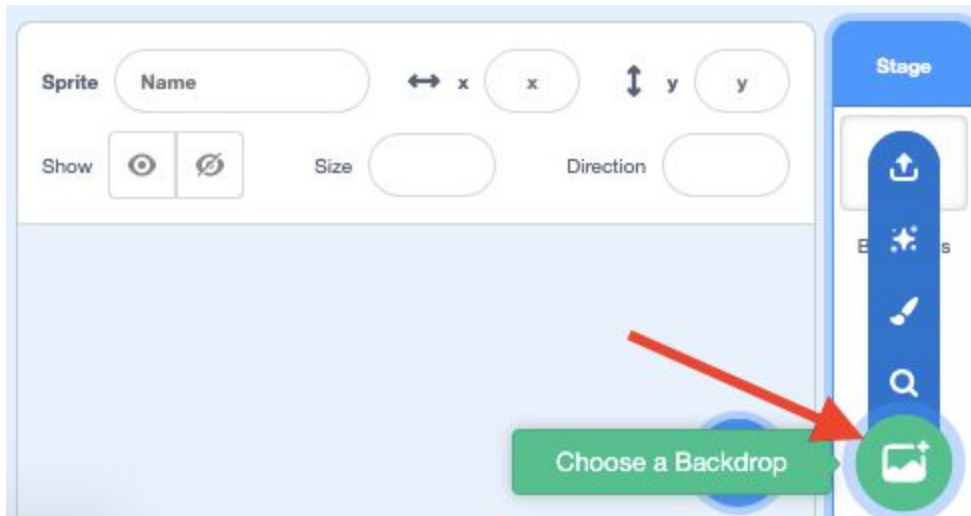 Sprite Name x x y y
Show Size Direction
Stage
Choose a Backdrop